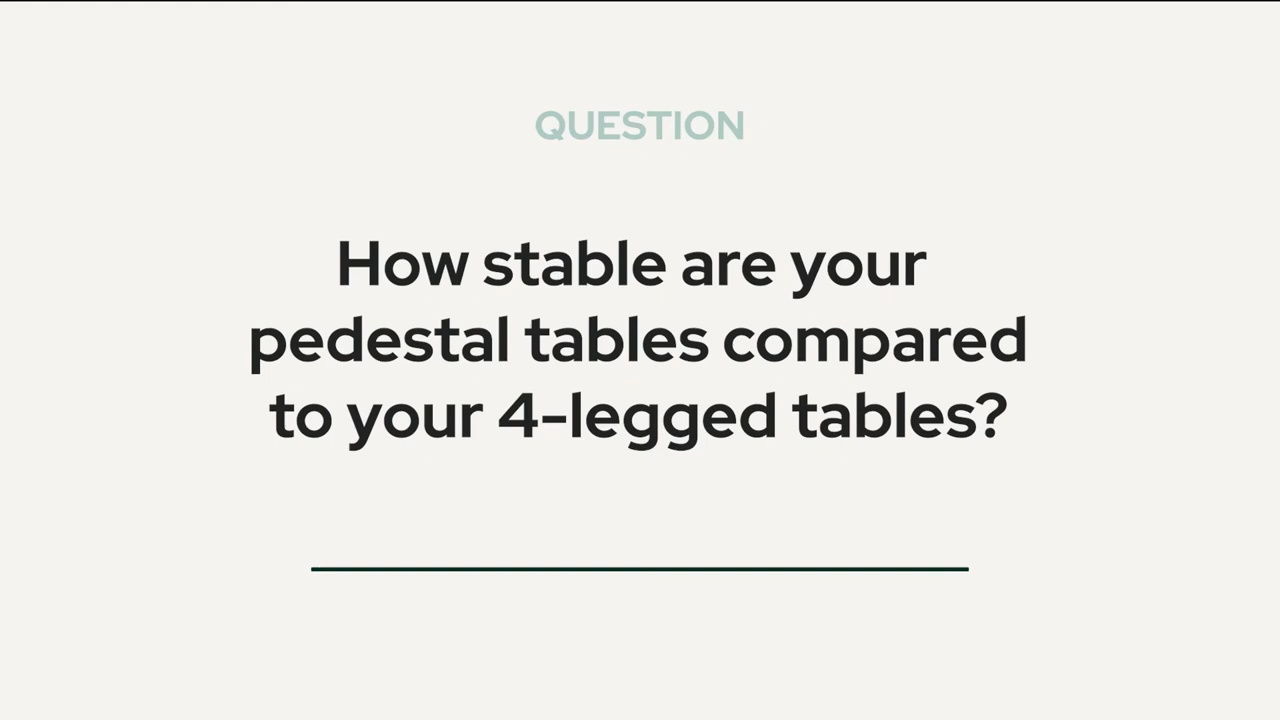 QUESTION
How stable are your
pedestal tables compared
to your 4-legged tables?